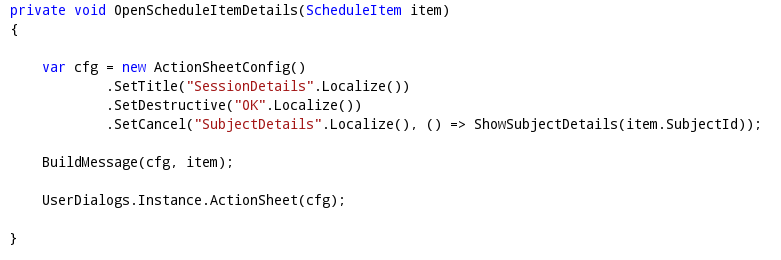 private void OpenScheduleItemDetails(ScheduleItem item)
{
var cfg = new ActionSheetConfig()
.SetTitle("SessionDetails".Localize())
.SetDestructive("OK".Localize())
.SetCancel("SubjectDetails".Localize(), () => ShowSubjectDetails(item.SubjectId));
BuildMessage(cfg, item);
UserDialogs.Instance.ActionSheet(cfg);
}